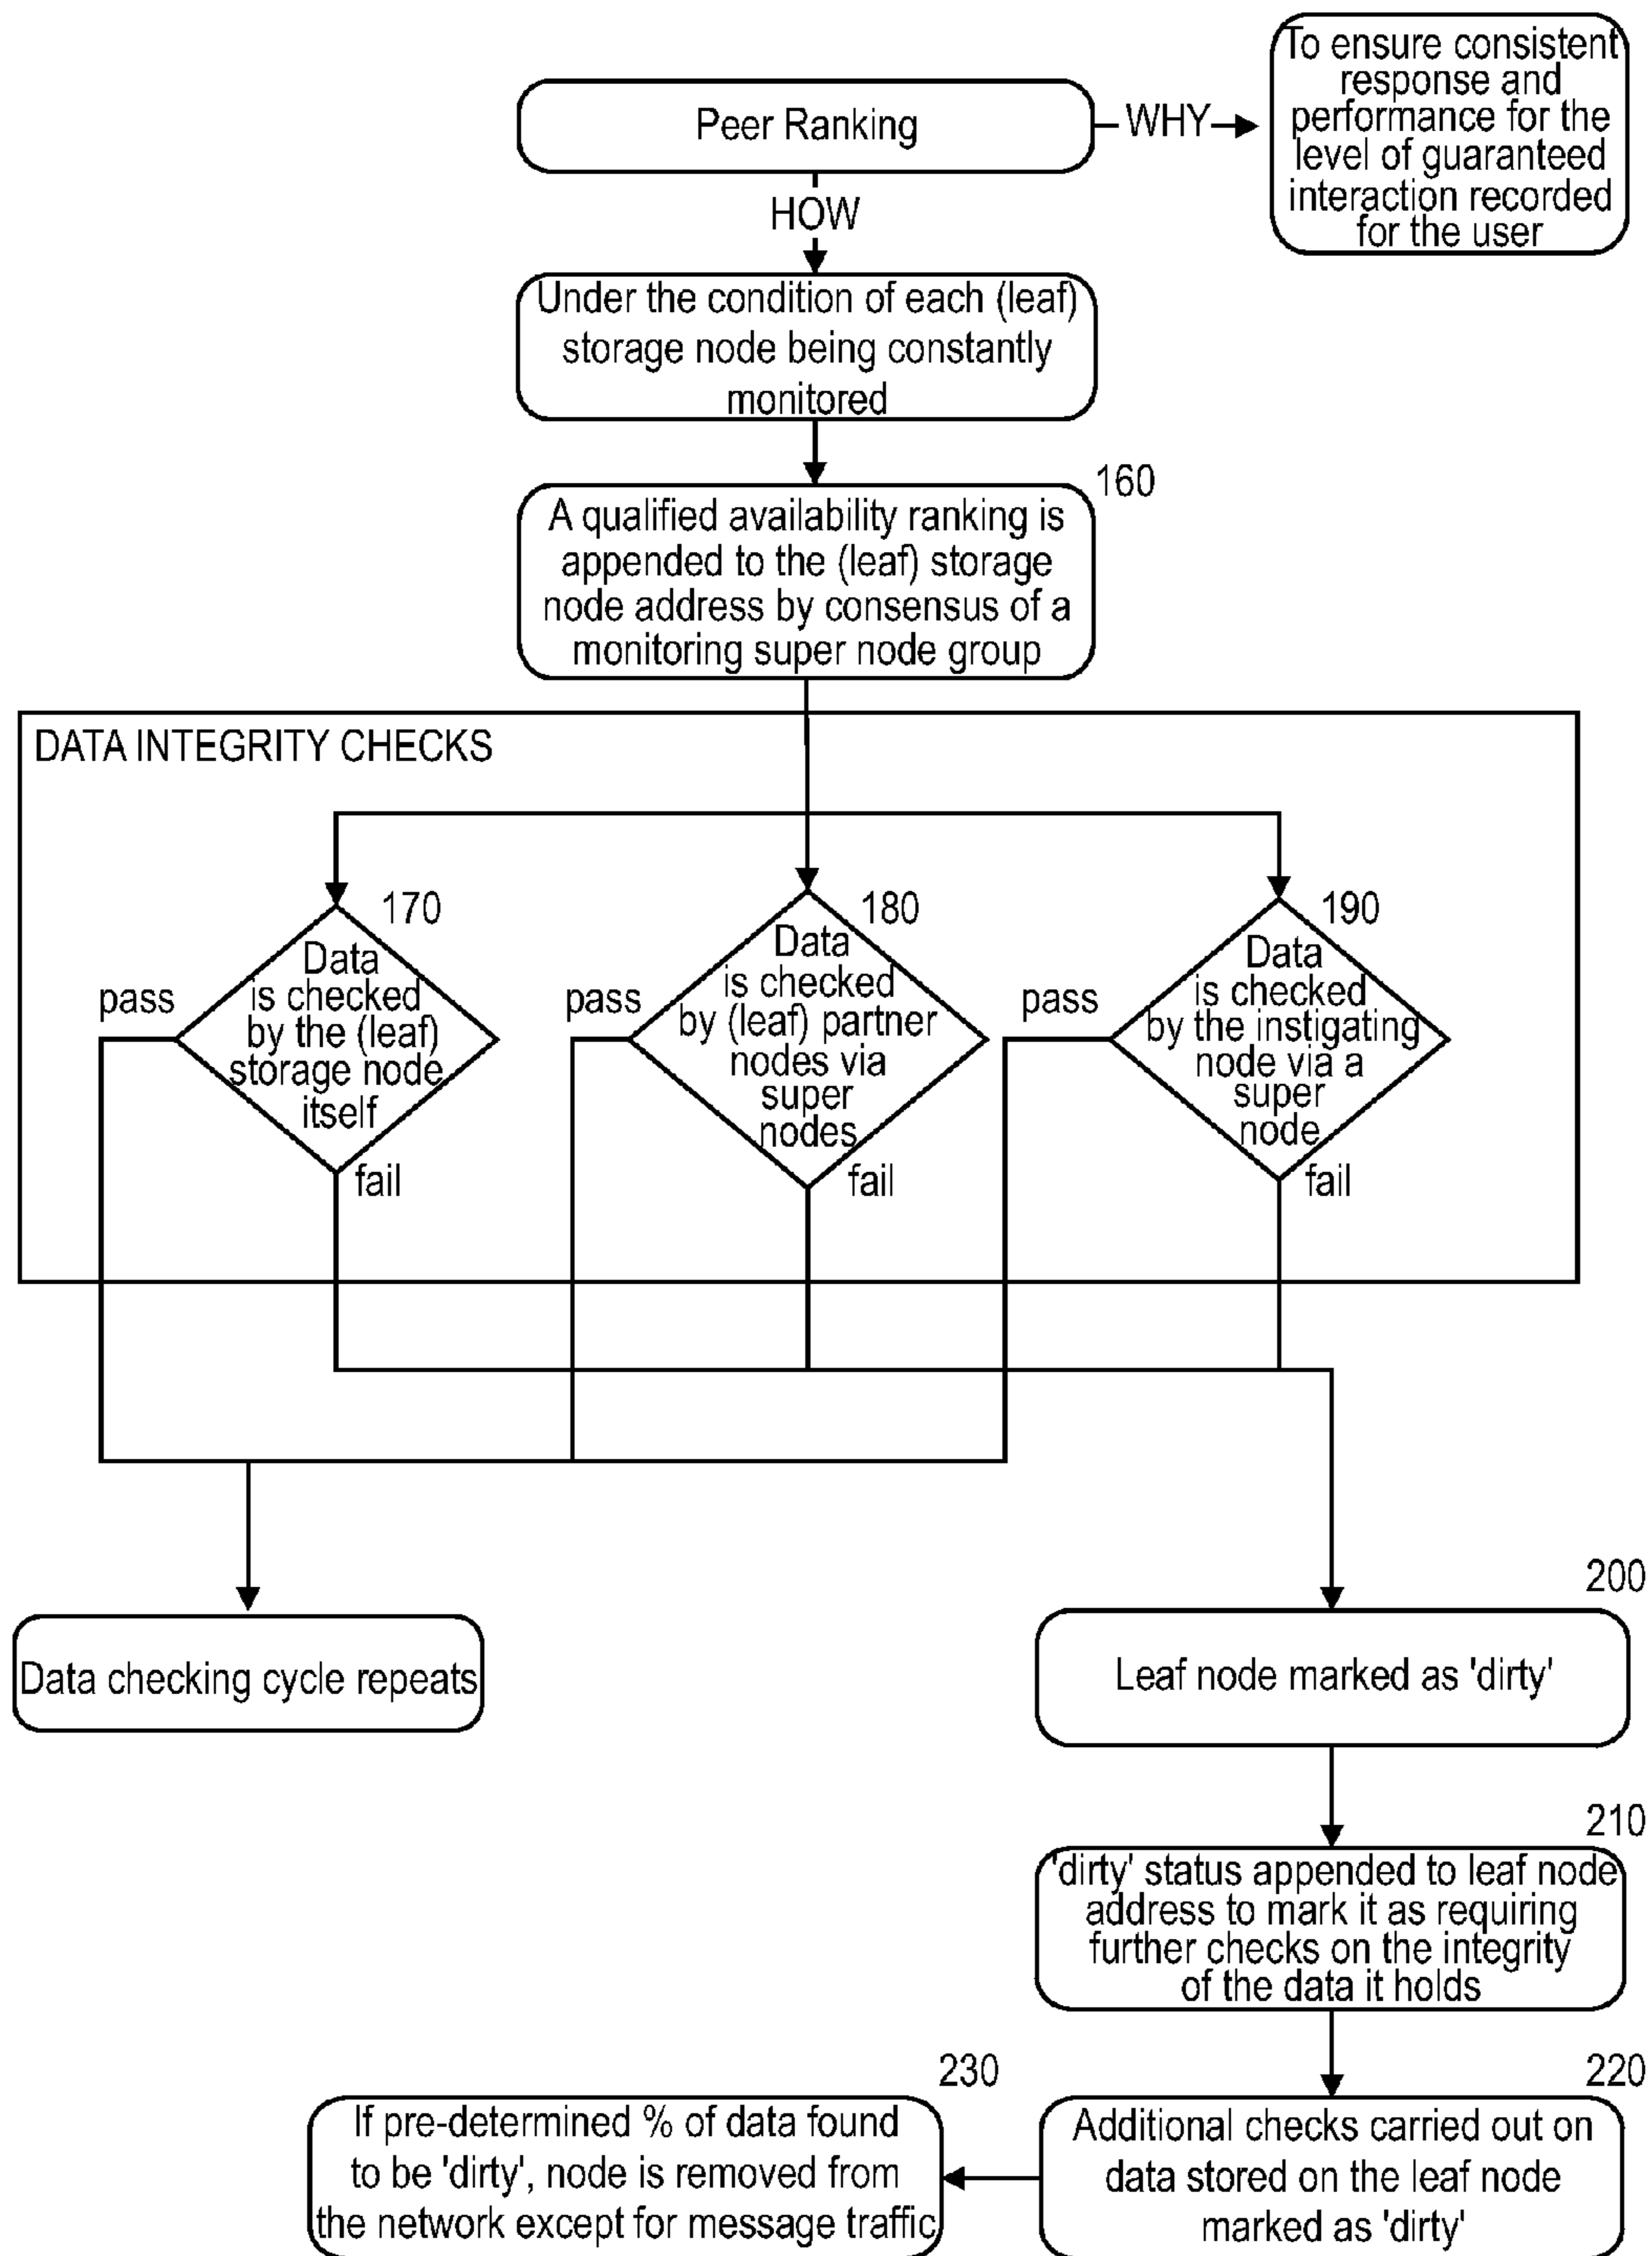 Peer Ranking
WHY
To ensure consistent
response and
performance for the
level of guaranteed
interaction recorded
for the user
HOW
Under the condition of each (leaf)
storage node being constantly
monitored
160
A qualified availability ranking is
appended to the (leaf) storage
node address by consensus of a
monitoring super node group
DATA INTEGRITY CHECKS
170
Data
is checked
by the (leaf)
storage node
itself
pass
fail
180
Data
is checked
by (leaf) partner
nodes via
super
nodes
pass
fail
190
Data
is checked
by the instigating
node via a
super
node
pass
fail
Data checking cycle repeats
200
Leaf node marked as 'dirty'
210
'dirty' status appended to leaf node
address to mark it as requiring
further checks on the integrity
of the data it holds
220
Additional checks carried out on
data stored on the leaf node
marked as 'dirty'
230
If pre-determined % of data found
to be 'dirty', node is removed from
the network except for message traffic